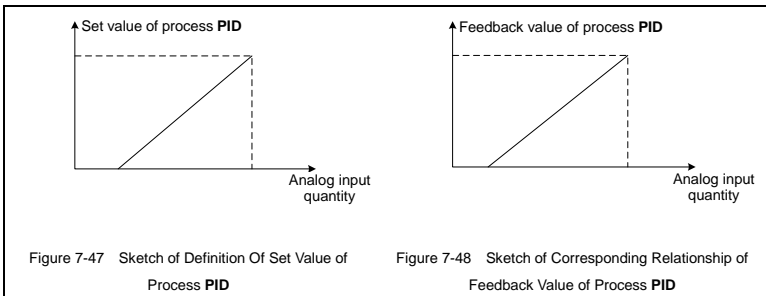 Set value of process PID
Analog input
quantity
Figure 7-47 Sketch of Definition Of Set Value of
Process PID
Feedback value of process PID
Analog input
quantity
Figure 7-48 Sketch of Corresponding Relationship of
Feedback Value of Process PID